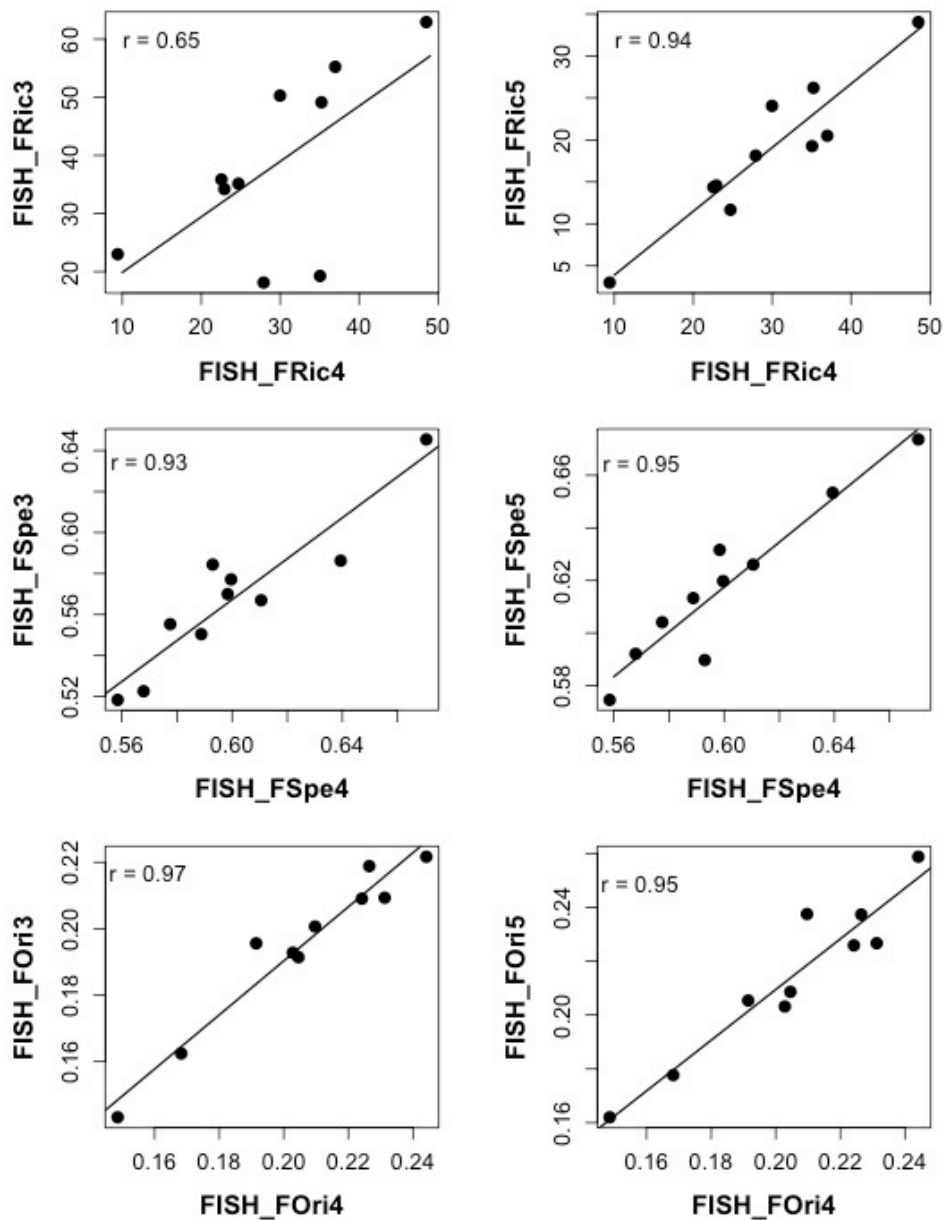 r = 0.65
FISH_FRic3
20 30 40 50 60
10 20 30 40 50
FISH_FRic4
r = 0.94
FISH_FRic5
5 10 20 30
10 20 30 40 50
FISH_FRic4
r = 0.93
FISH_FSpe3
0.52 0.56 0.60 0.64
0.56 0.60 0.64
FISH_FSpe4
r = 0.95
FISH_FSpe5
0.58 0.62 0.66
0.56 0.60 0.64
FISH_FSpe4
r = 0.97
FISH_FOri3
0.16 0.18 0.20 0.22
0.16 0.18 0.20 0.22 0.24
FISH_FOri4
r = 0.95
FISH_FOri5
0.16 0.20 0.24
0.16 0.18 0.20 0.22 0.24
FISH_FOri4